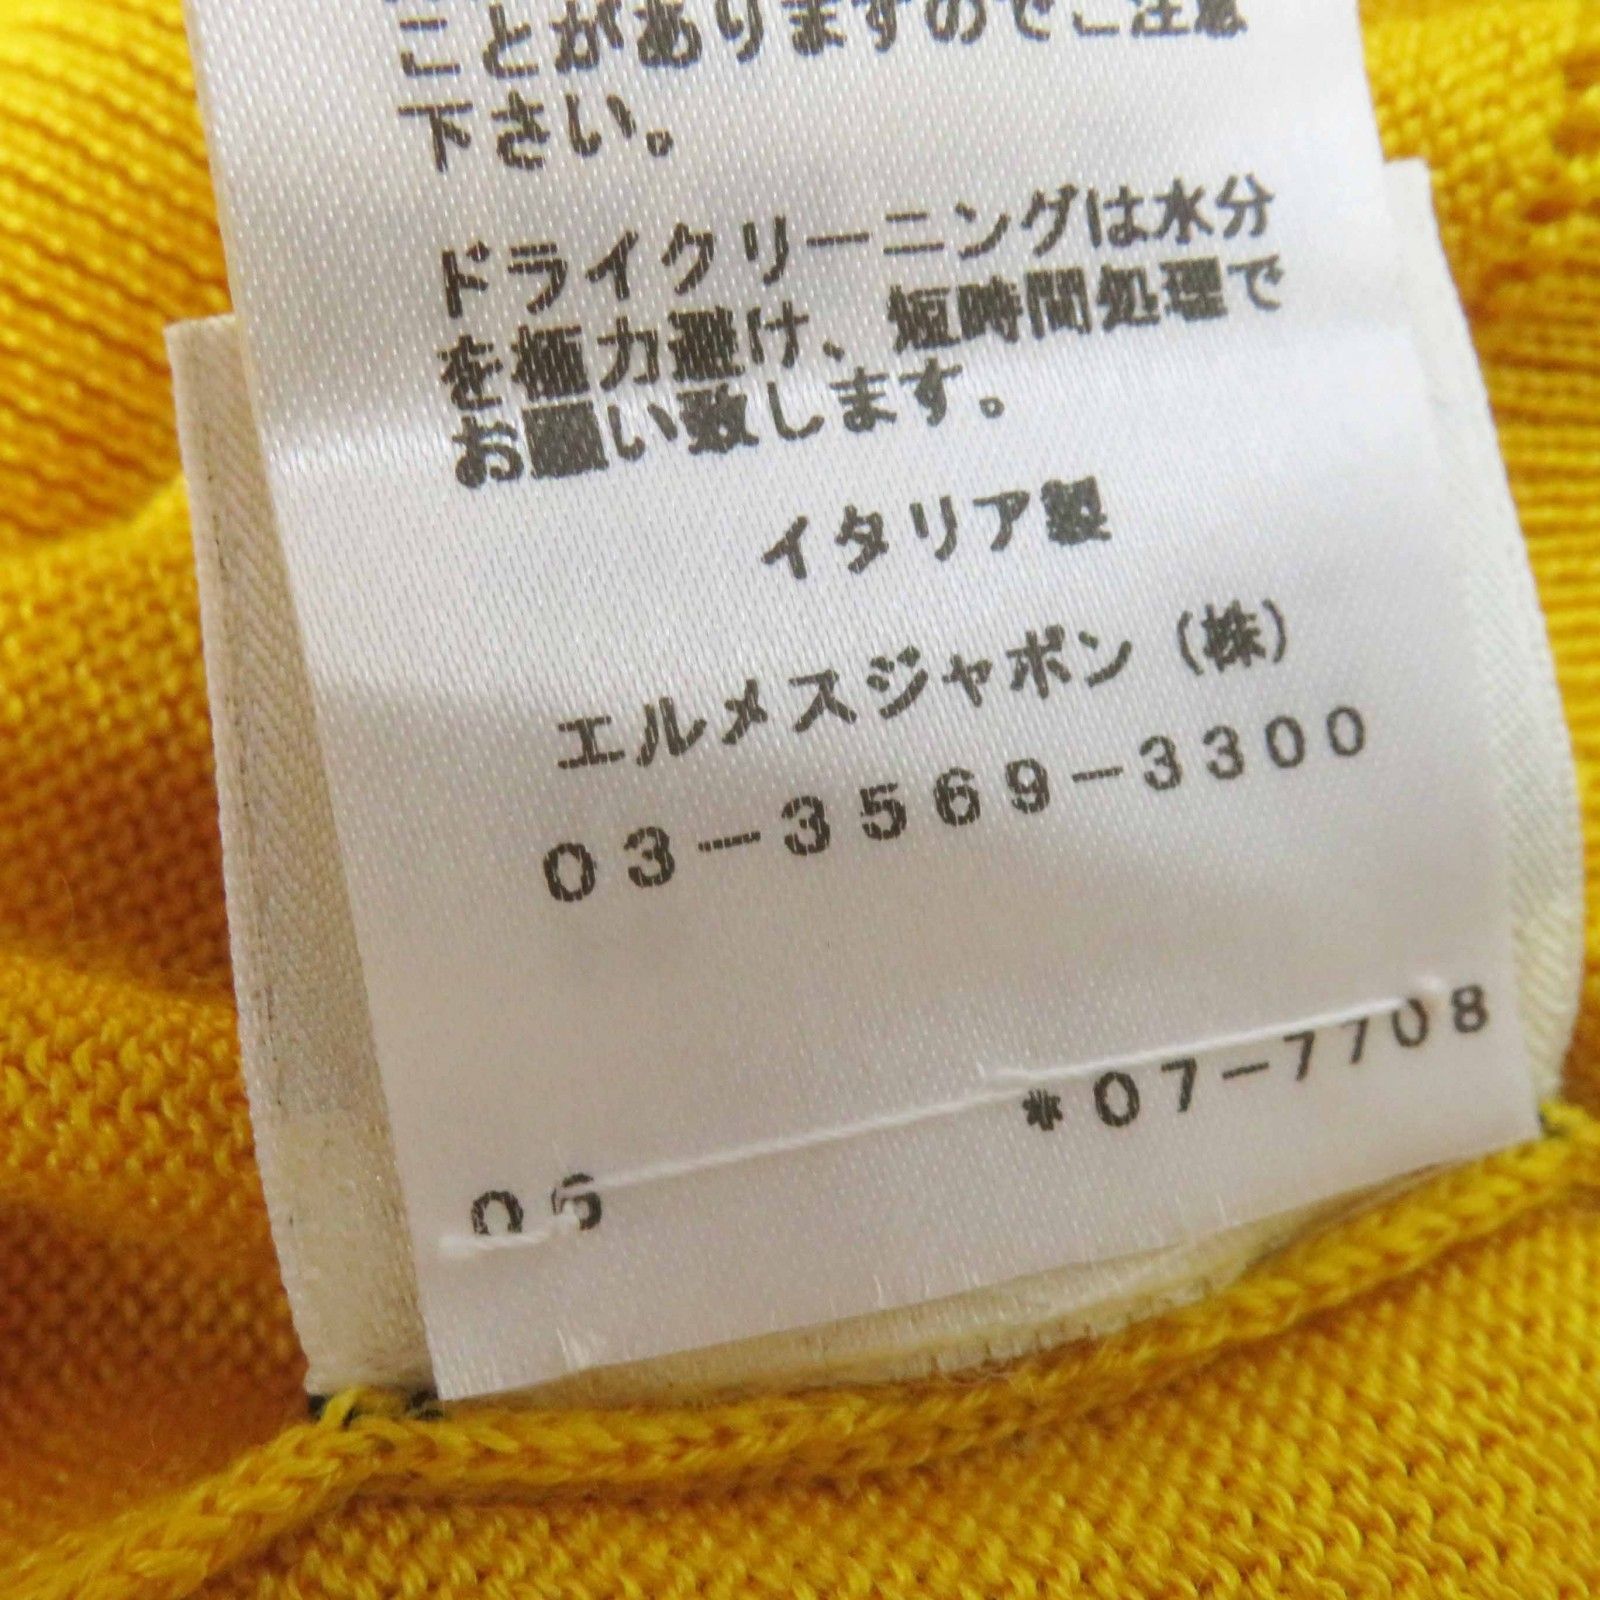 ことがありますのでご注意
下さい。
ドライクリーニングは水分
を極力避け、短時間処理で
お願い致します。
イタリア製
エルメスジャポン（株）
03-3569-3300
*07-7708
06